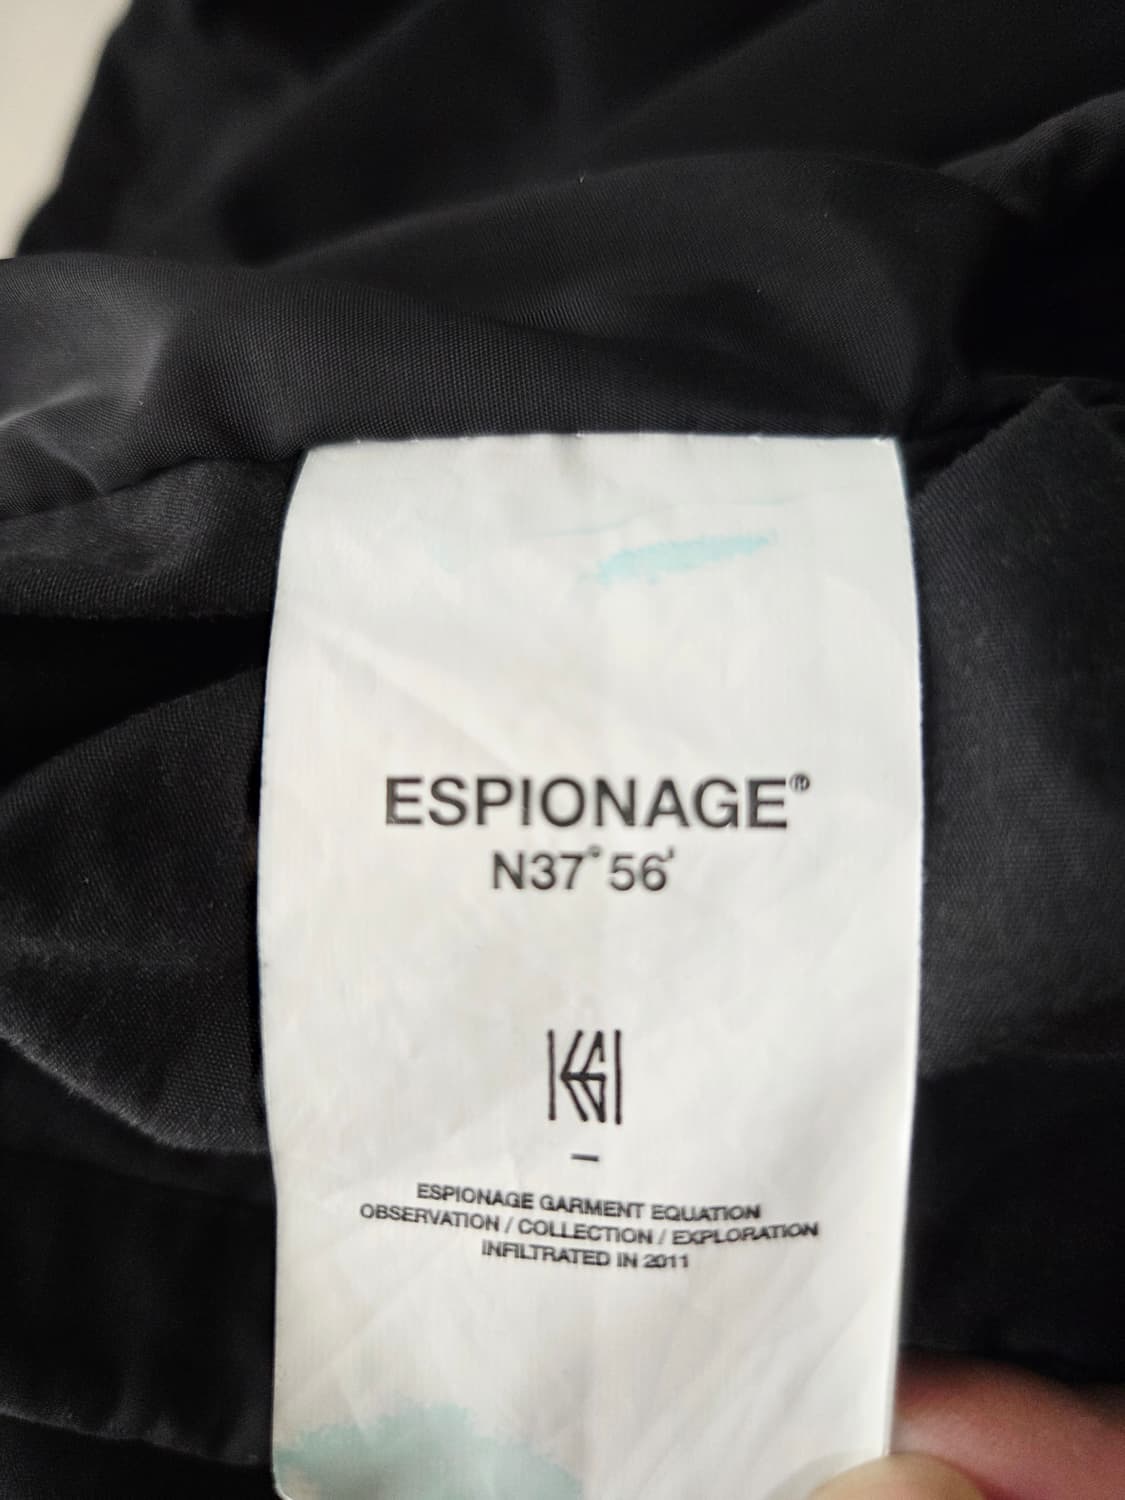 ESPIONAGE®
N37° 56'
ESPIONAGE GARMENT EQUATION
OBSERVATION / COLLECTION / EXPLORATION
INFILTRATED IN 2011